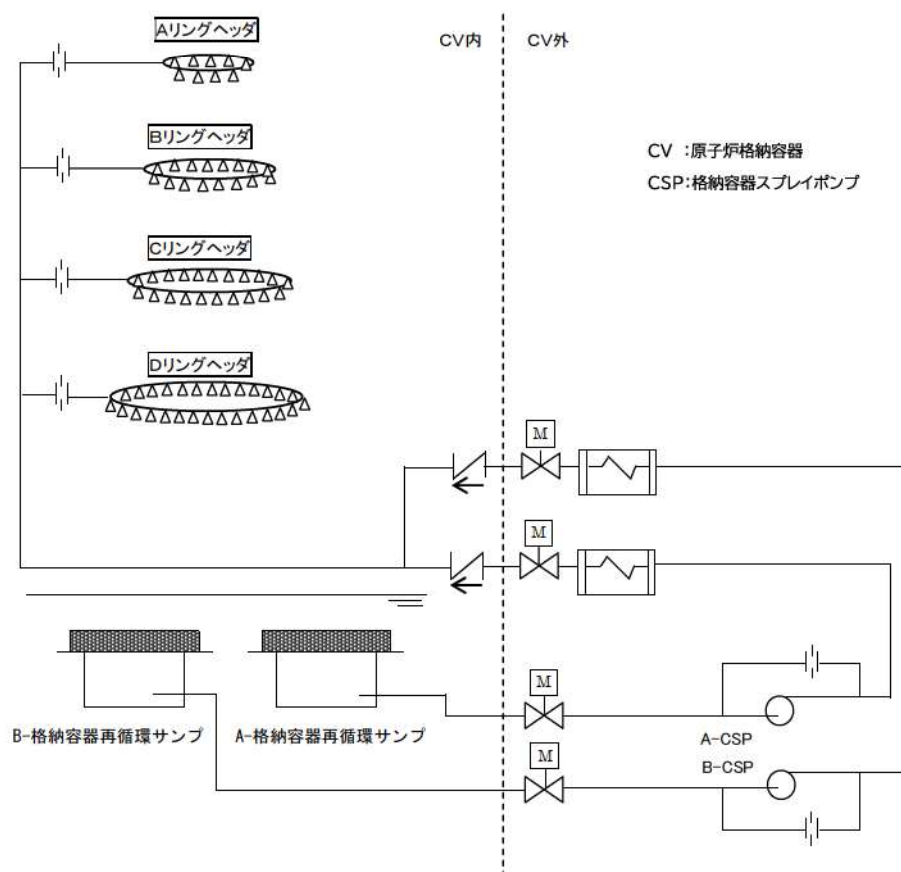 Aリングヘッダ
CV内
CV外
Bリングヘッダ
CV :原子炉格納容器
CSP:格納容器スプレイポンプ
Cリングヘッダ
Dリングヘッダ
M
M
M
B-格納容器再循環サンプ
A-格納容器再循環サンプ
A-CSP
M
B-CSP